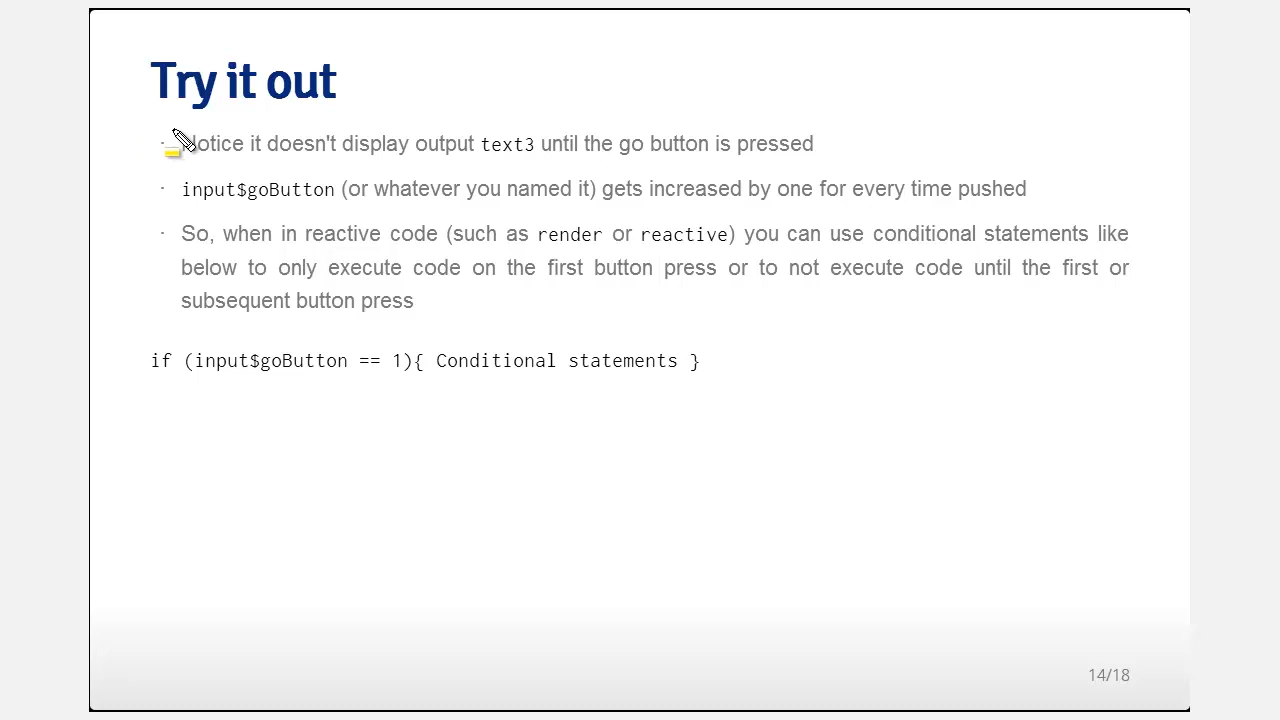 Try it out
· otice it doesn't display output text3 until the go button is pressed
· input$goButton (or whatever you named it) gets increased by one for every time pushed
· So, when in reactive code (such as render or reactive) you can use conditional statements like
below to only execute code on the first button press or to not execute code until the first or
subsequent button press
if (input$goButton == 1){ Conditional statements }
14/18